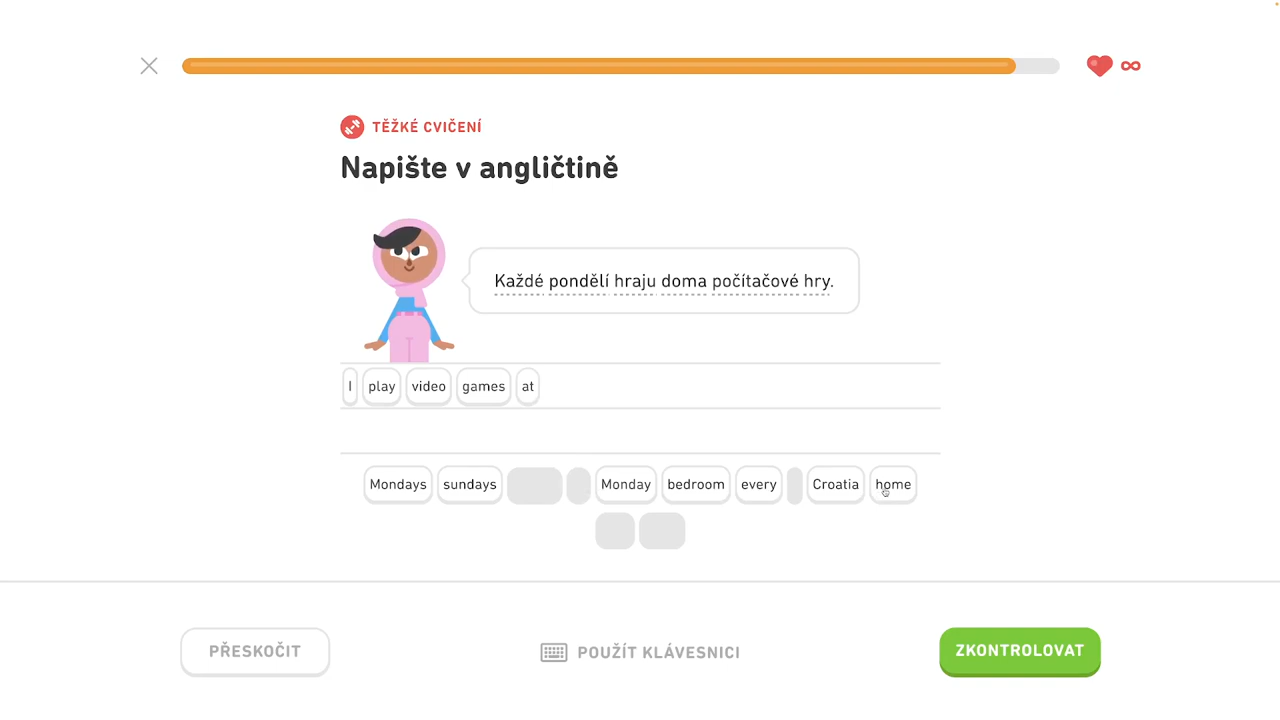 ∞
TĚŽKÉ CVIČENÍ
Napište v angličtině
Každé pondělí hraju doma počítačové hry.
I play video games at
Mondays sundays Monday bedroom every Croatia home
PŘESKOČIT POUŽÍT KLÁVESNICI ZKONTROLOVAT